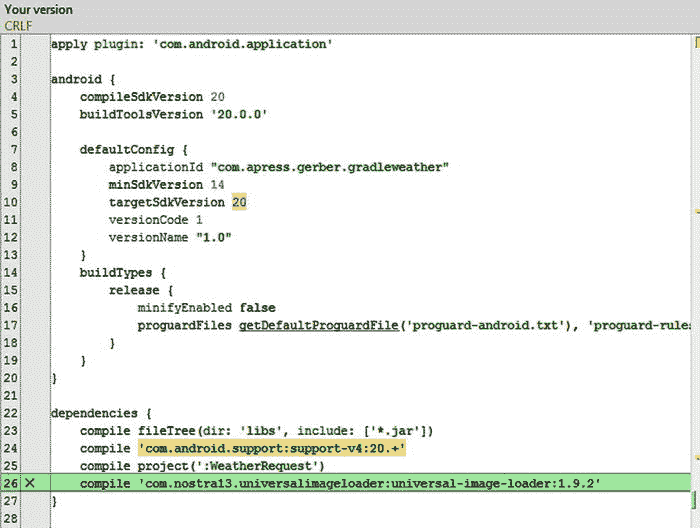 Your version
CRLF
1 apply plugin: 'com.android.application'
2
3 android {
4 compileSdkVersion 20
5 buildToolsVersion '20.0.0'
6
7 defaultConfig {
8 applicationId "com.apress.gerber.gradleweather"
9 minSdkVersion 14
10 targetSdkVersion 20
11 versionCode 1
12 versionName "1.0"
13 }
14 buildTypes {
15 release {
16 minifyEnabled false
17 proguardFiles getDefaultProguardFile('proguard-android.txt'), 'proguard-rules
18 }
19 }
20 }
21
22 dependencies {
23 compile fileTree(dir: 'libs', include: ['*.jar'])
24 compile 'com.android.support:support-v4:20.+'
25 compile project(':WeatherRequest')
26 compile 'com.nostra13.universalimageloader:universal-image-loader:1.9.2'
27 }
28